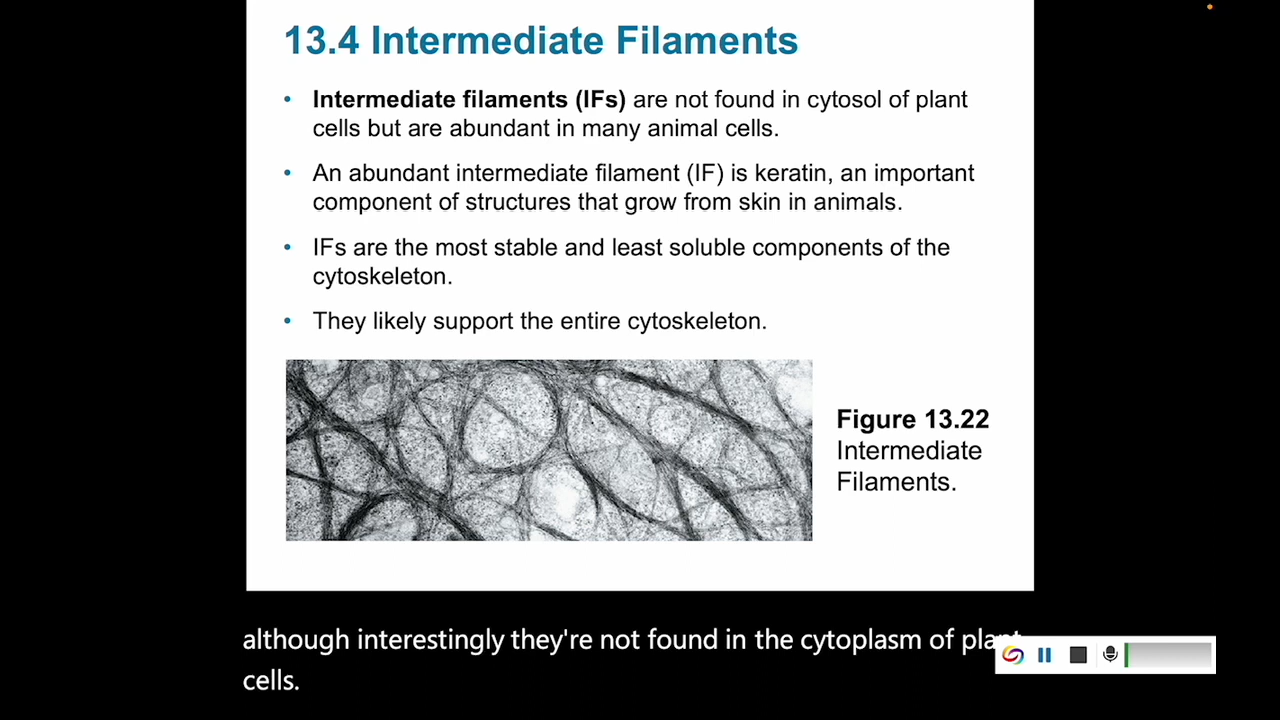 13.4 Intermediate Filaments
• Intermediate filaments (IFs) are not found in cytosol of plant
cells but are abundant in many animal cells.
• An abundant intermediate filament (IF) is keratin, an important
component of structures that grow from skin in animals.
• IFs are the most stable and least soluble components of the
cytoskeleton.
• They likely support the entire cytoskeleton.
Figure 13.22
Intermediate
Filaments.
although interestingly they're not found in the cytoplasm of plant
cells.